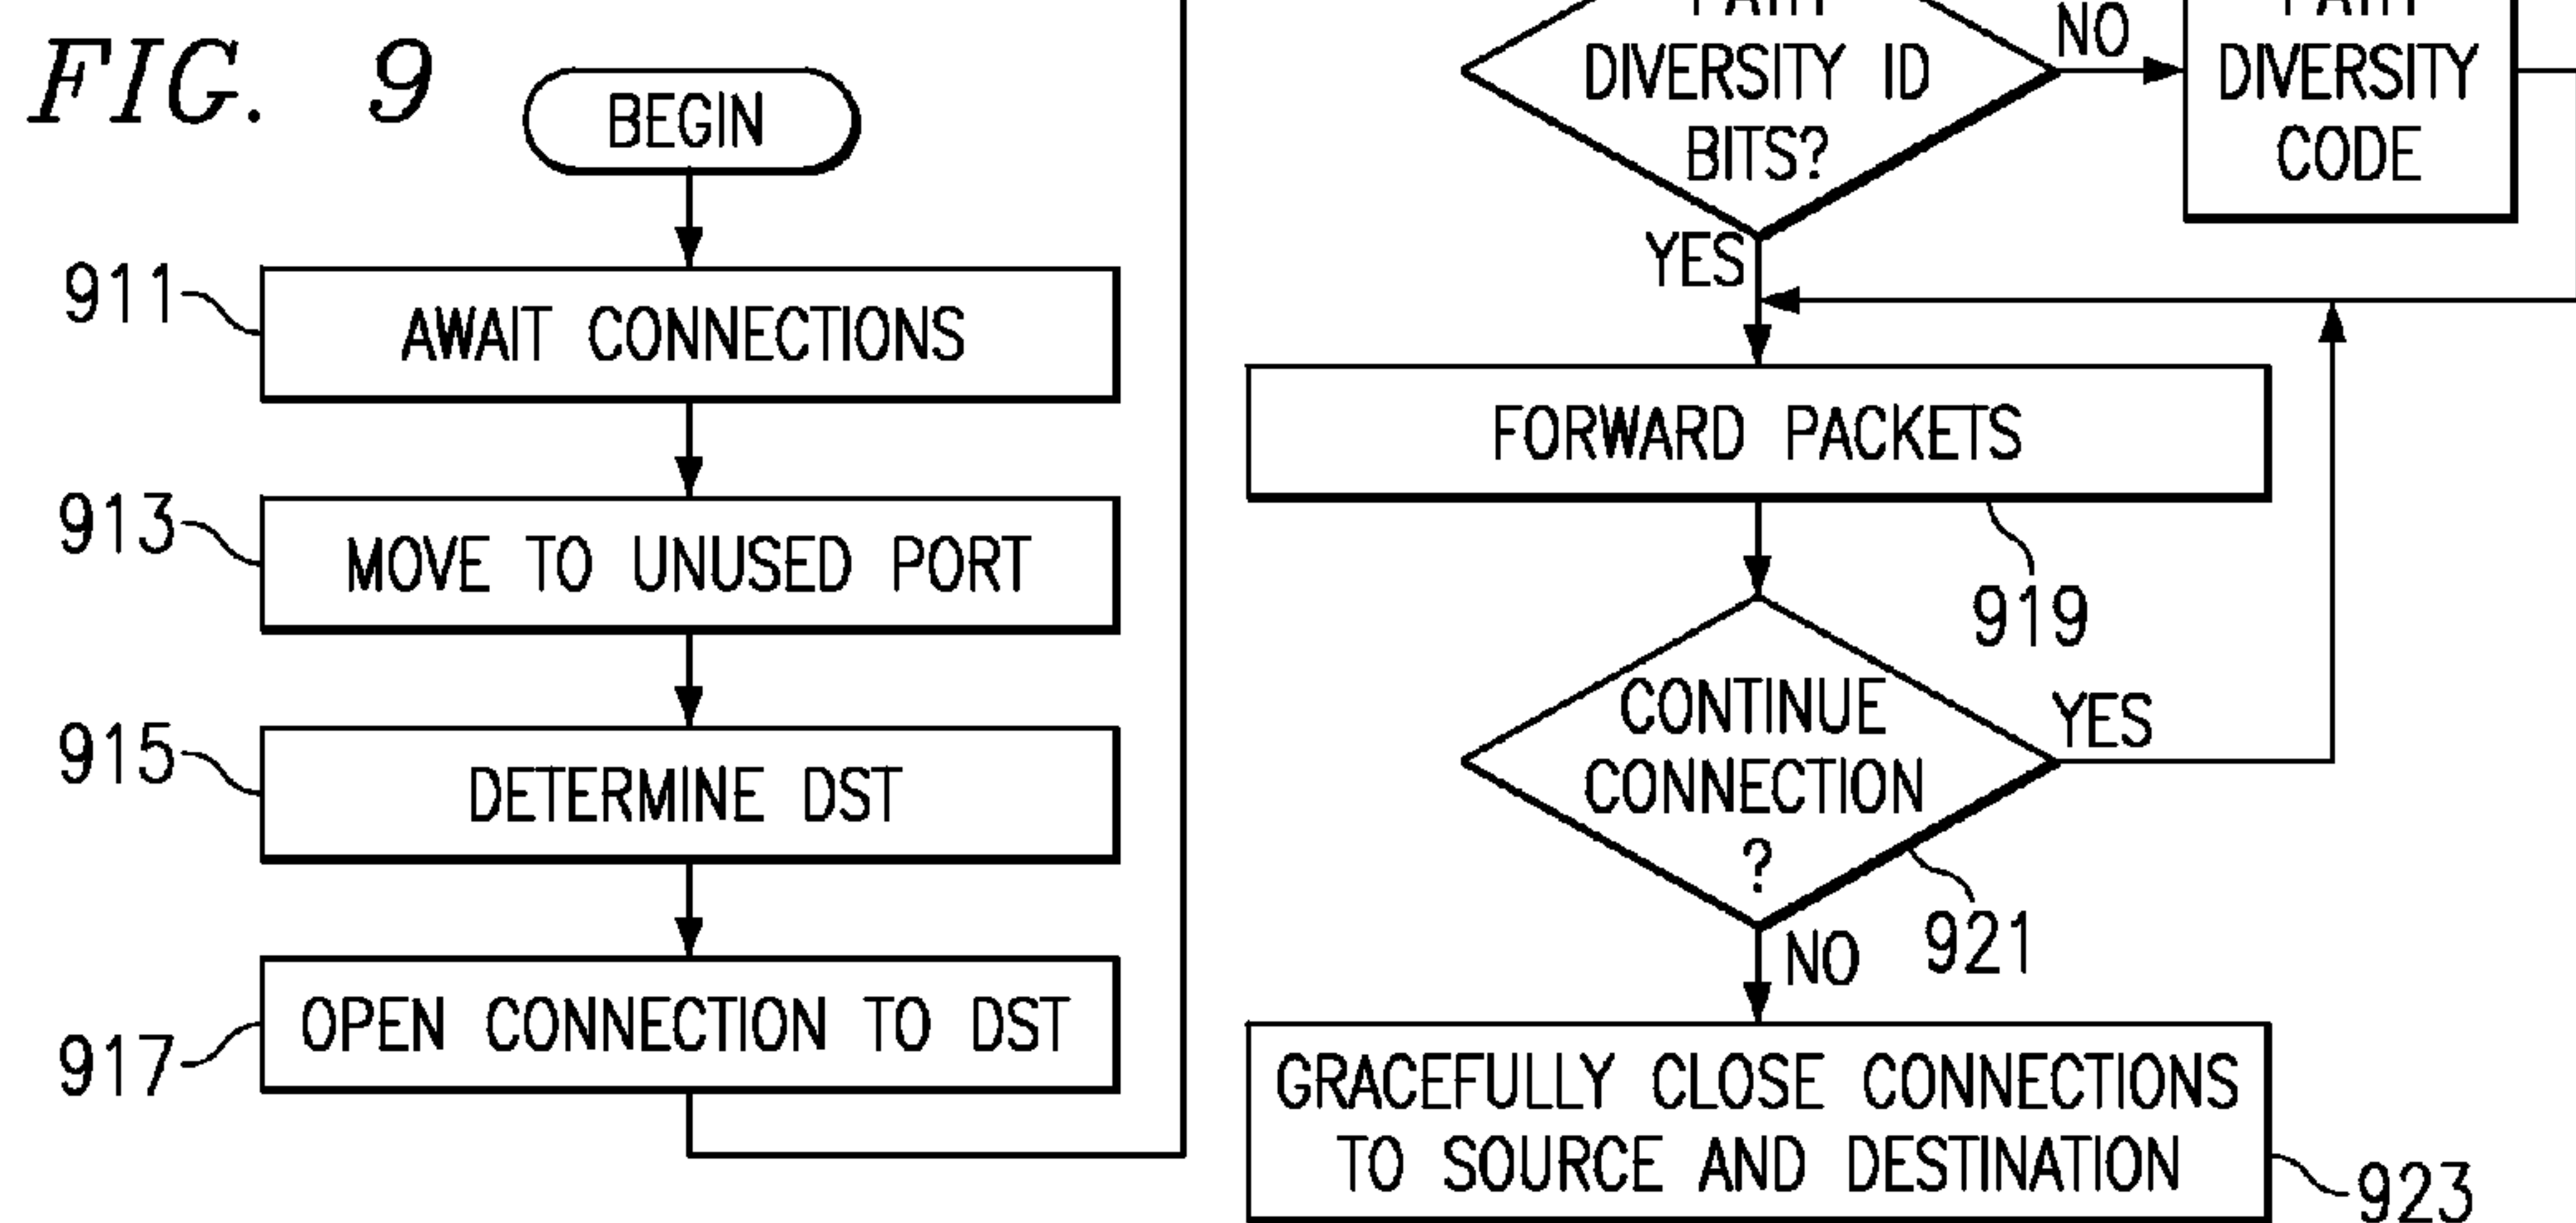 FIG. 9
BEGIN
911
AWAIT CONNECTIONS
913
MOVE TO UNUSED PORT
915
DETERMINE DST
917
OPEN CONNECTION TO DST
DIVERSITY ID
BITS?
NO
DIVERSITY
CODE
YES
FORWARD PACKETS
919
CONTINUE
CONNECTION
?
YES
921
NO
GRACEFULLY CLOSE CONNECTIONS
TO SOURCE AND DESTINATION
923